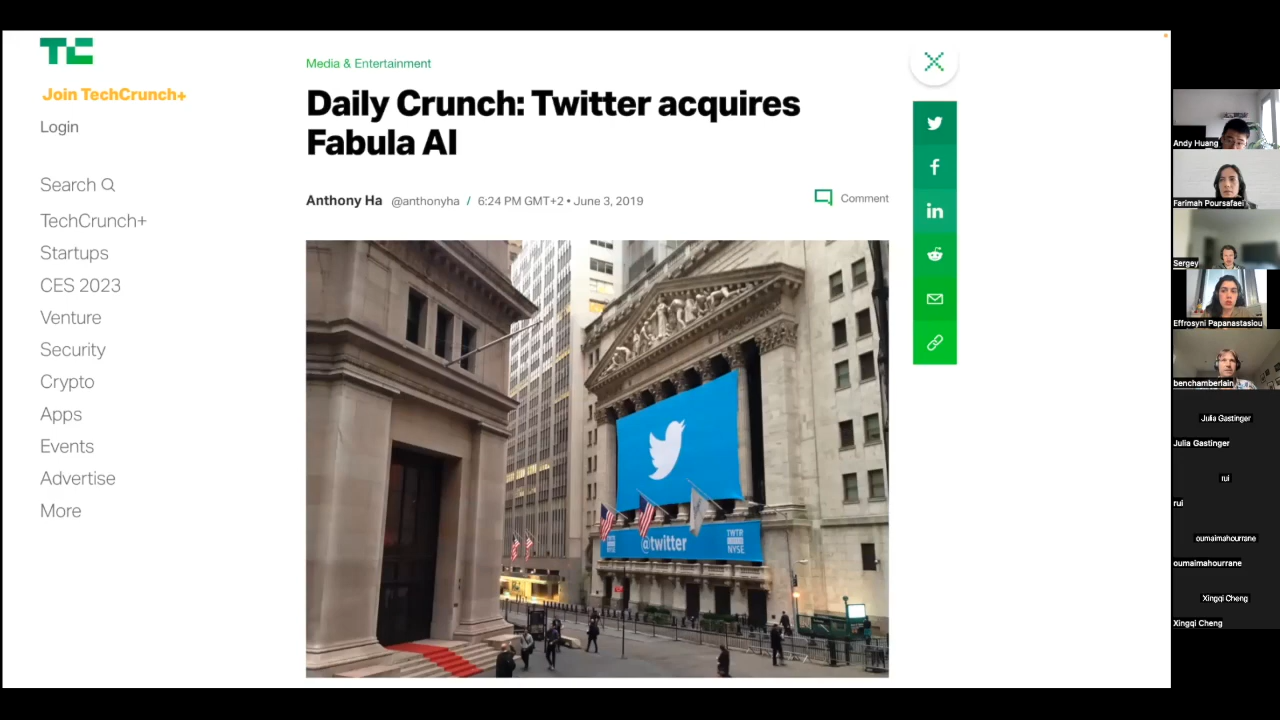 TC
Join TechCrunch+
Login
Search
TechCrunch+
Startups
CES 2023
Venture
Security
Crypto
Apps
Events
Advertise
More
Media & Entertainment
Daily Crunch: Twitter acquires
Fabula AI
Anthony Ha @anthonyha / 6:24 PM GMT+2 • June 3, 2019
Comment
@twitter
TWTR
NYSE
f
in
Andy Huang
Farimah Poursafaei
Sergey
Effrosyni Papanastasiou
benchamberlain
Julia Gastinger
Julia Gastinger
rui
rui
oumaimahourrane
oumaimahourrane
Xingqi Cheng
Xingqi Cheng